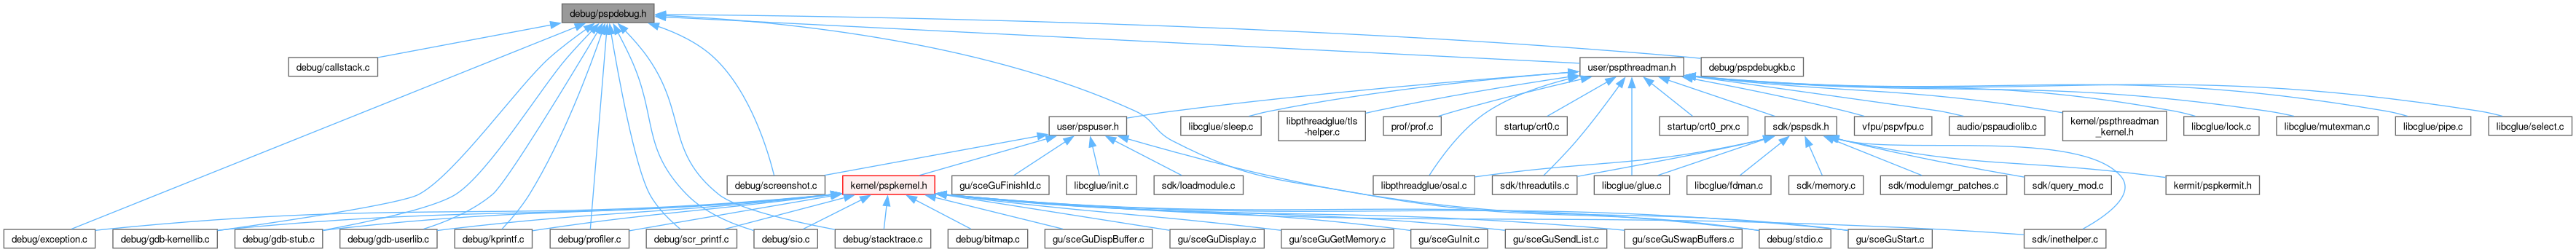 debug/pspdebug.h
debug/callstack.c
user/pspthreadman.h
debug/pspdebugkb.c
user/pspuser.h
libcglue/sleep.c
libpthreadglue/tls
-helper.c
prof/prof.c
startup/crt0.c
startup/crt0_prx.c
sdk/pspsdk.h
vfpu/pspvfpu.c
audio/pspaudiolib.c
kernel/pspthreadman
_kernel.h
libcglue/lock.c
libcglue/mutexman.c
libcglue/pipe.c
libcglue/select.c
debug/screenshot.c
kernel/pspkernel.h
gu/sceGuFinishId.c
libcglue/init.c
sdk/loadmodule.c
libpthreadglue/osal.c
sdk/threadutils.c
libcglue/glue.c
libcglue/fdman.c
sdk/memory.c
sdk/modulemgr_patches.c
sdk/query_mod.c
kermit/pspkermit.h
debug/exception.c
debug/gdb-kernellib.c
debug/gdb-stub.c
debug/gdb-userlib.c
debug/kprintf.c
debug/profiler.c
debug/scr_printf.c
debug/sio.c
debug/stacktrace.c
debug/bitmap.c
gu/sceGuDispBuffer.c
gu/sceGuDisplay.c
gu/sceGuGetMemory.c
gu/sceGuInit.c
gu/sceGuSendList.c
gu/sceGuSwapBuffers.c
debug/stdio.c
gu/sceGuStart.c
sdk/inethelper.c